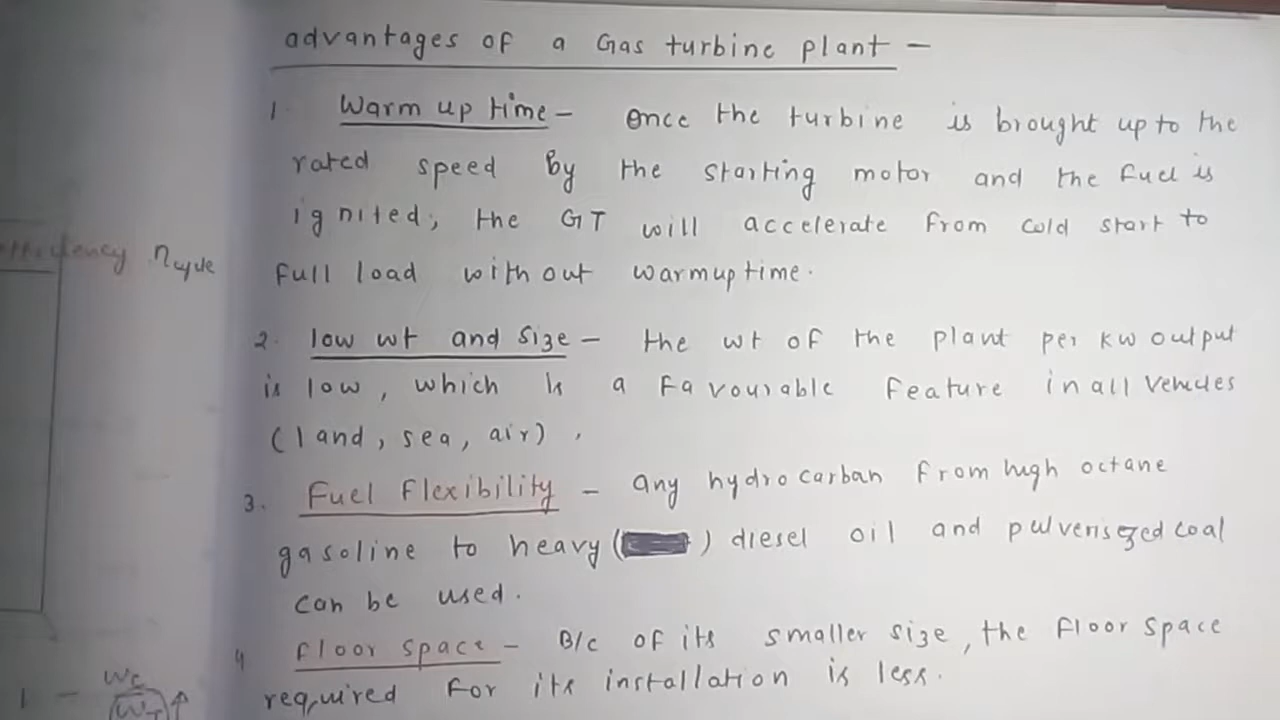 advantages of a Gas turbine plant -
1. Warm up time - Once the turbine is brought up to the
rated speed by the starting motor and the fuel is
ignited, the GT will accelerate from cold start to
full load without warmup time.
2. low wt and size - the wt of the plant per kw output
is low, which is a favourable feature in all vehicles
(land, sea, air).
3. Fuel Flexibility - any hydrocarban from high octane
gasoline to heavy ( ) diesel oil and pulveriszed coal
can be used.
4 floor space - B/c of its smaller size, the floor space
required for its installation is less.
efficiency ηcycle
1 - Wc
WT ↑